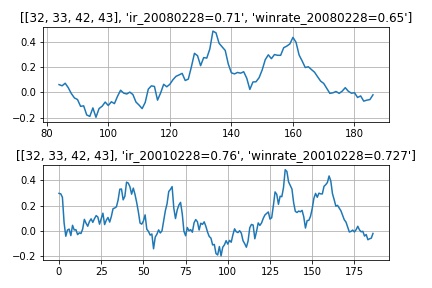 [[32, 33, 42, 43], 'ir_20080228=0.71', 'winrate_20080228=0.65']
0.4
0.2
0.0
−0.2
80 100 120 140 160 180
[[32, 33, 42, 43], 'ir_20010228=0.76', 'winrate_20010228=0.727']
0.4
0.2
0.0
−0.2
0 25 50 75 100 125 150 175